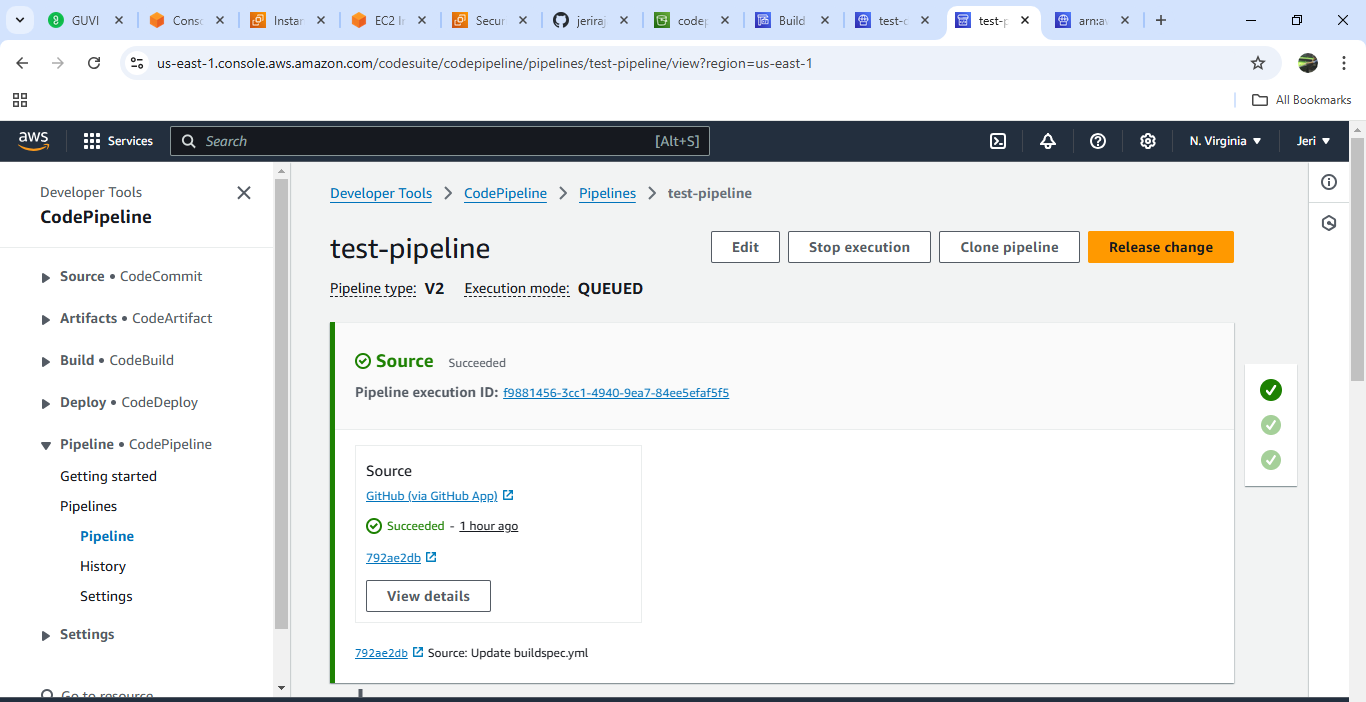 GUVI
Conso
Instan
EC2 In
Secur
jeriraj
codep
Build
test-c
test-p
arn:aw
us-east-1.console.aws.amazon.com/codesuite/codepipeline/pipelines/test-pipeline/view?region=us-east-1
All Bookmarks
aws
Services
Search
[Alt+S]
N. Virginia
Jeri
Developer Tools
CodePipeline
Source • CodeCommit
Artifacts • CodeArtifact
Build • CodeBuild
Deploy • CodeDeploy
Pipeline • CodePipeline
Getting started
Pipelines
Pipeline
History
Settings
Settings
Go to resource
Developer Tools
CodePipeline
Pipelines
test-pipeline
test-pipeline
Edit
Stop execution
Clone pipeline
Release change
Pipeline type: V2 Execution mode: QUEUED
Source Succeeded
Pipeline execution ID: f9881456-3cc1-4940-9ea7-84ee5efaf5f5
Source
GitHub (via GitHub App)
Succeeded - 1 hour ago
792ae2db
View details
792ae2db Source: Update buildspec.yml